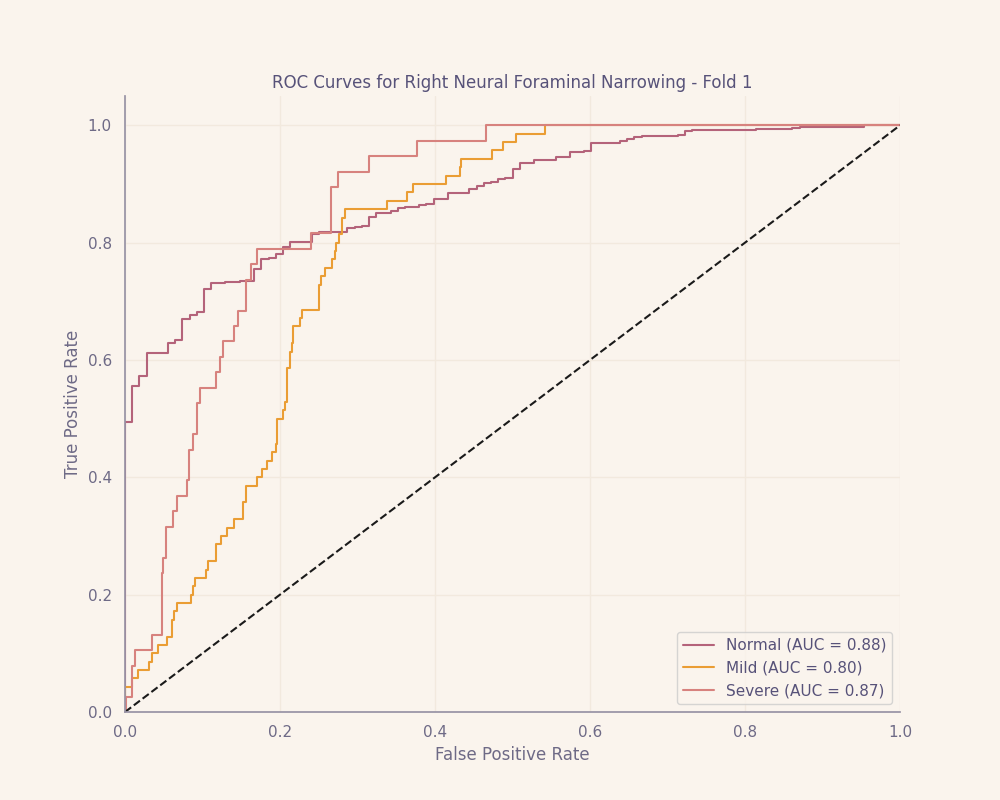 ROC Curves for Right Neural Foraminal Narrowing - Fold 1
True Positive Rate
1.0
0.8
0.6
0.4
0.2
0.0
0.0 0.2 0.4 0.6 0.8 1.0
False Positive Rate
Normal (AUC = 0.88)
Mild (AUC = 0.80)
Severe (AUC = 0.87)